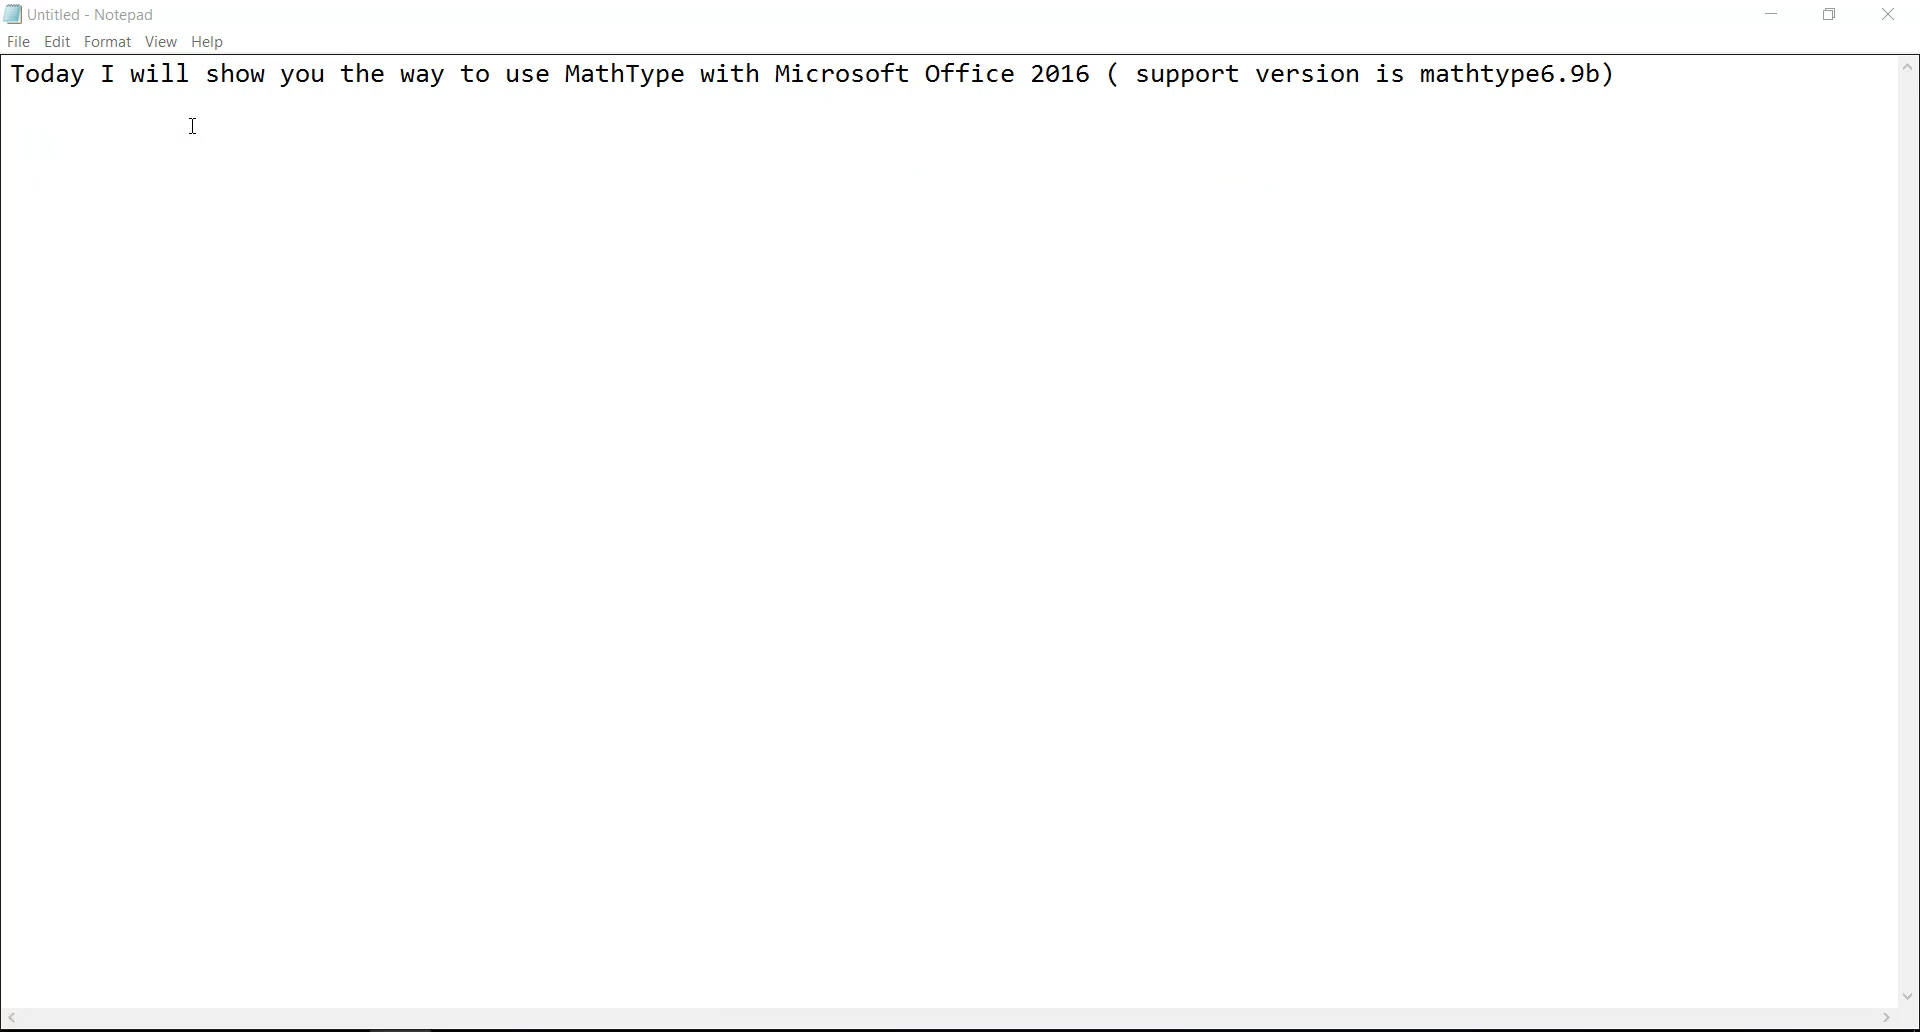 Untitled - Notepad
File Edit Format View Help
Today I will show you the way to use MathType with Microsoft Office 2016 ( support version is mathtype6.9b)